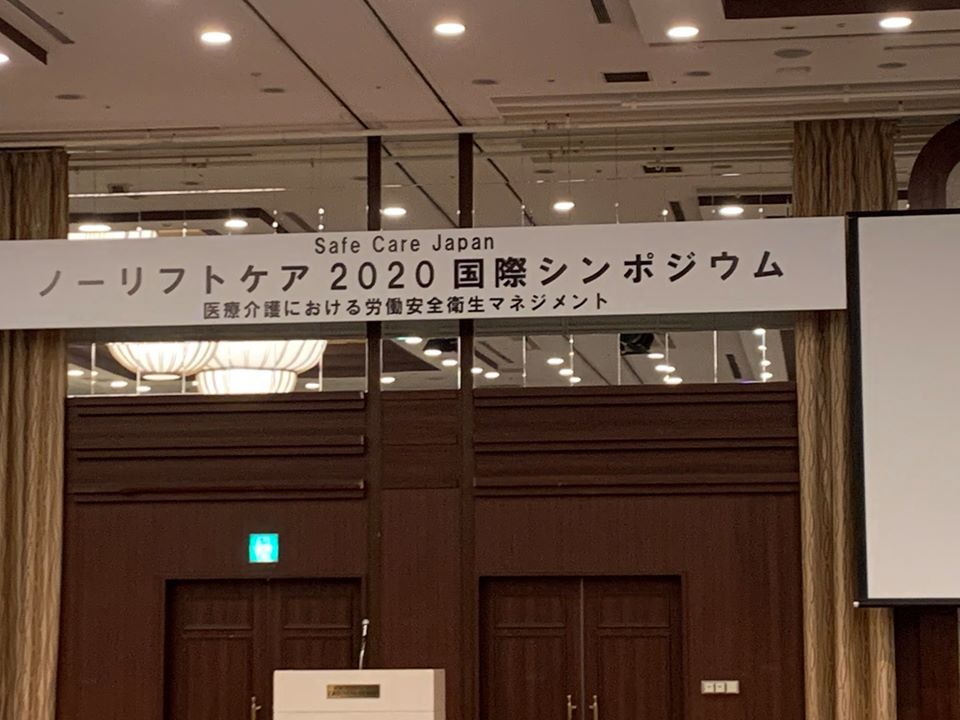 Safe Care Japan
ノーリフトケア 2020 国際シンポジウム
医療介護における労働安全衛生マネジメント